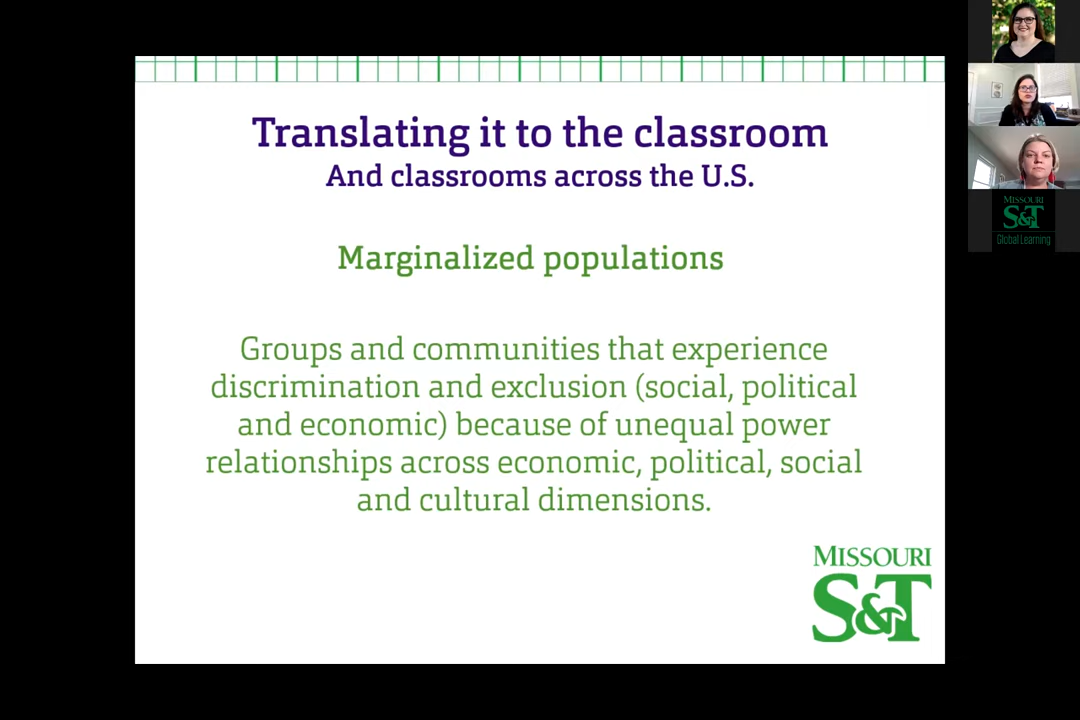 Translating it to the classroom
And classrooms across the U.S.
Marginalized populations
Groups and communities that experience
discrimination and exclusion (social, political
and economic) because of unequal power
relationships across economic, political, social
and cultural dimensions.
MISSOURI
S&T
MISSOURI
S&T
Global Learning